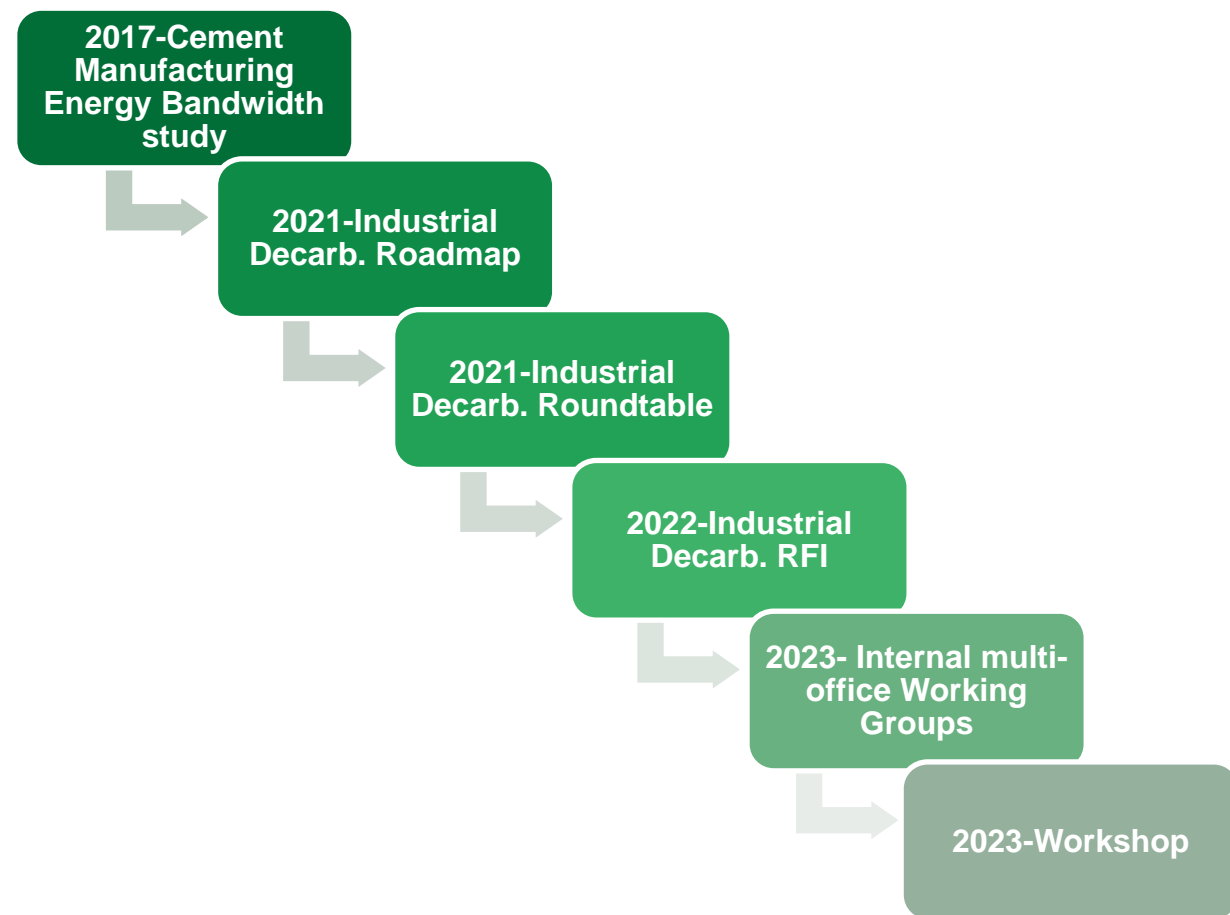 2017-Cement
Manufacturing
Energy Bandwidth
study
2021-Industrial
Decarb. Roadmap
2021-Industrial
Decarb. Roundtable
2022-Industrial
Decarb. RFI
2023- Internal multi-
office Working
Groups
2023-Workshop